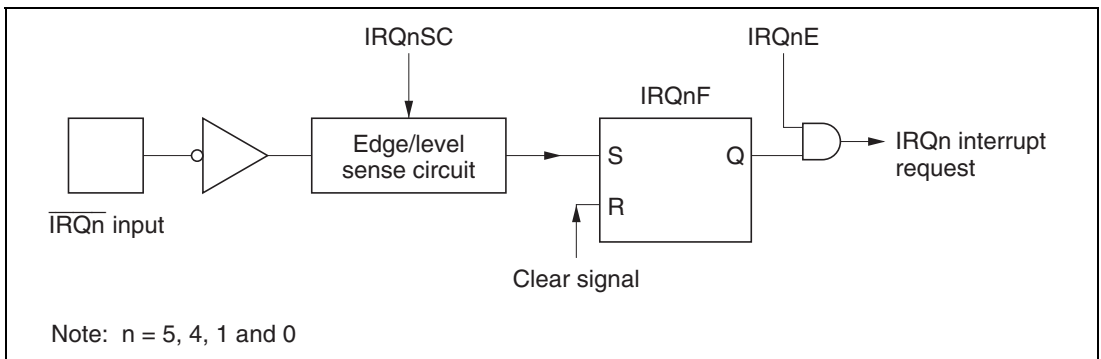 IRQnSC
IRQnE
IRQnF
Edge/level
sense circuit
S
Q
R
IRQn interrupt
request
IRQn input
Clear signal
Note: n = 5, 4, 1 and 0